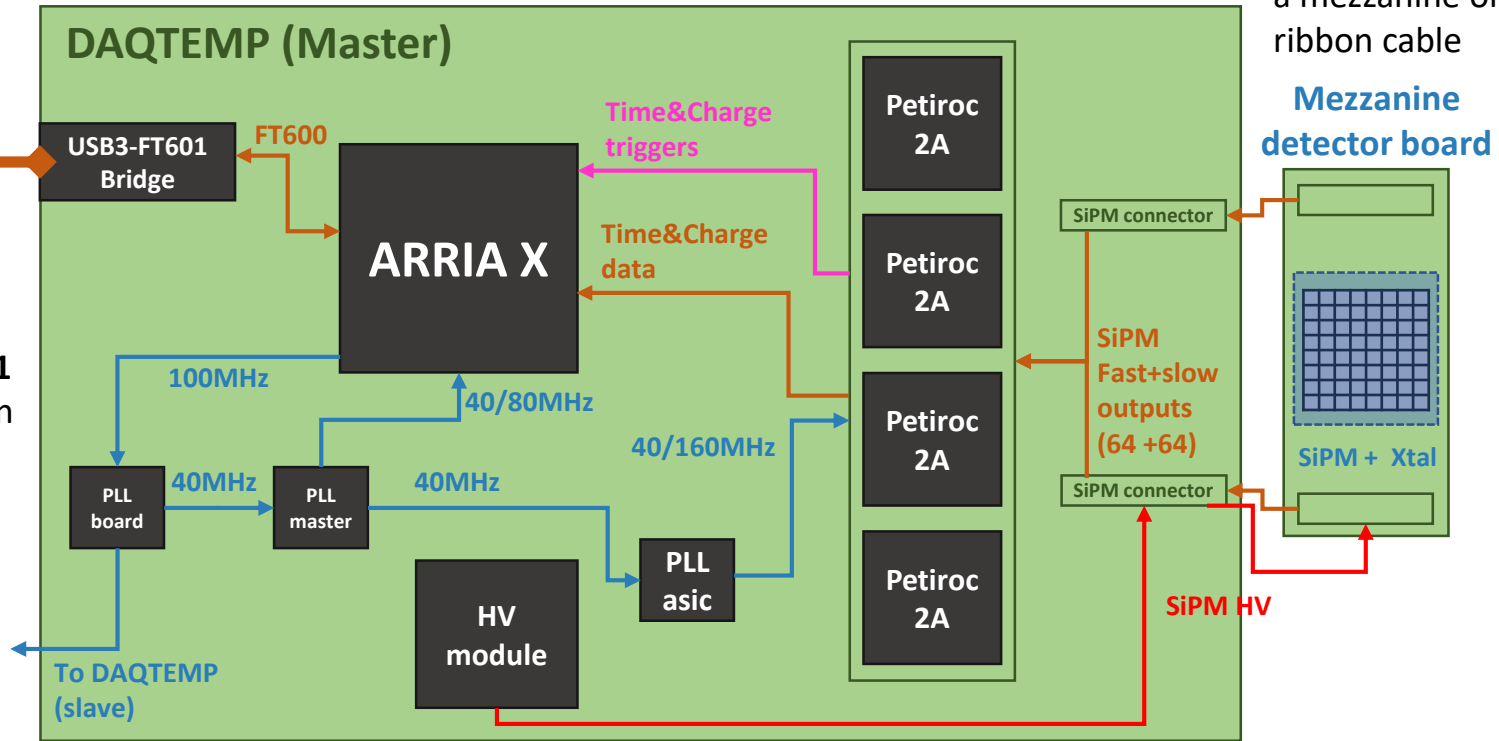 a mezzanine or
ribbon cable
DAQTEMP (Master)
Mezzanine
detector board
USB3-FT601
Bridge
FT600
ARRIA X
Time&Charge
triggers
Time&Charge
data
Petiroc
2A
Petiroc
2A
Petiroc
2A
Petiroc
2A
SiPM connector
SiPM
Fast+slow
outputs
(64 +64)
SiPM connector
SiPM + Xtal
1
n
100MHz
40/80MHz
40MHz
40MHz
40/160MHz
PLL
board
PLL
master
PLL
asic
HV
module
SiPM HV
To DAQTEMP
(slave)